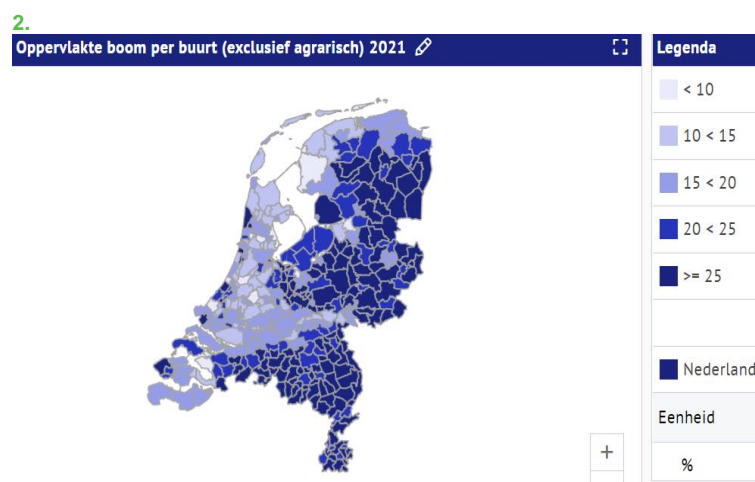 2.
Oppervlakte boom per buurt (exclusief agrarisch) 2021
Legenda
< 10
10 < 15
15 < 20
20 < 25
>= 25
Nederland
Eenheid
%
+